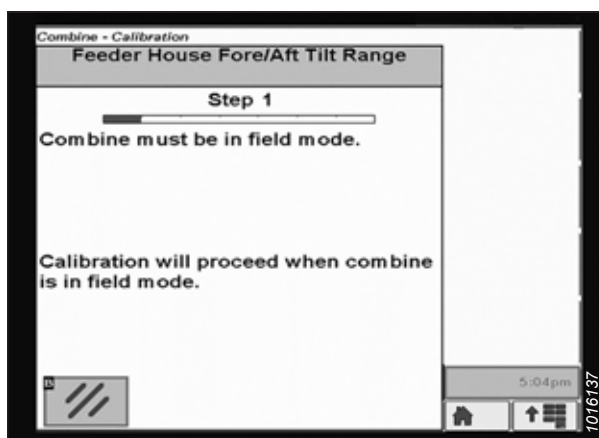 Combine - Calibration
Feeder House Fore/Aft Tilt Range
Step 1
Combine must be in field mode.
Calibration will proceed when combine
is in field mode.
B
5:04pm
1016137